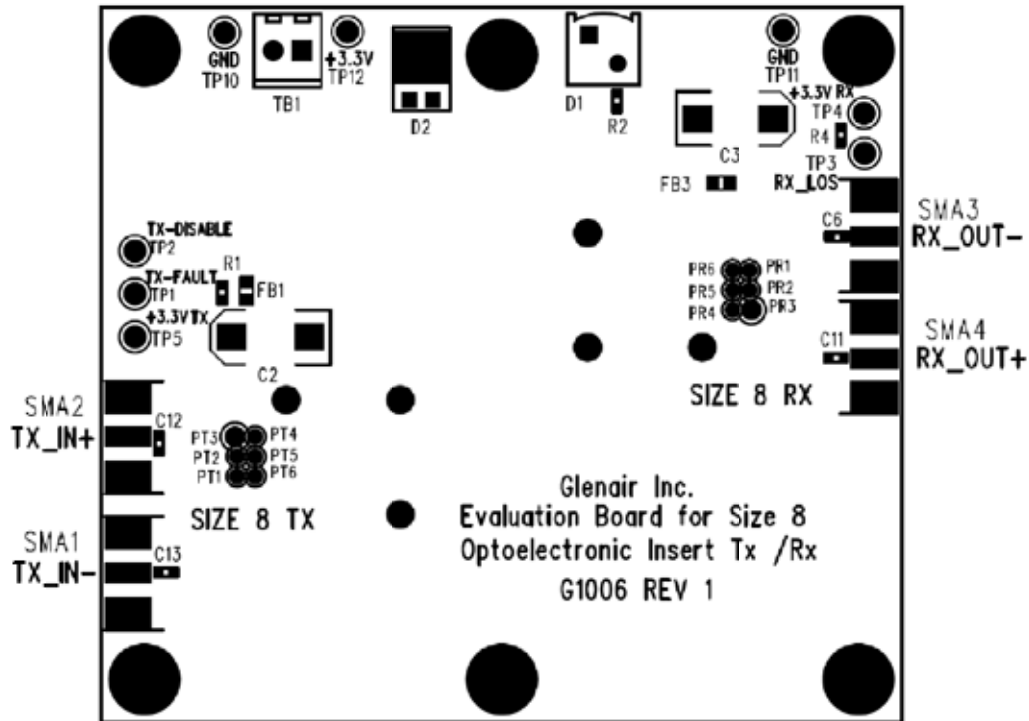 GND
TP10
TB1
+3.3V
TP12
D2
D1
R2
GND
TP11
+3.3V RX
TP4
R4
TP3
C3
FB3
RX_LOS
C6
SMA3
RX_OUT-
TX-DISABLE
TP2
TX-FAULT
TP1
R1
FB1
+3.3V TX
TP5
C2
PR6
PR1
PR5
PR2
PR4
PR3
C11
SMA4
RX_OUT+
SIZE 8 RX
SMA2
TX_IN+
C12
PT3
PT4
PT2
PT5
PT1
PT6
SIZE 8 TX
SMA1
TX_IN-
C13
Glenair Inc.
Evaluation Board for Size 8
Optoelectronic Insert Tx /Rx
G1006 REV 1